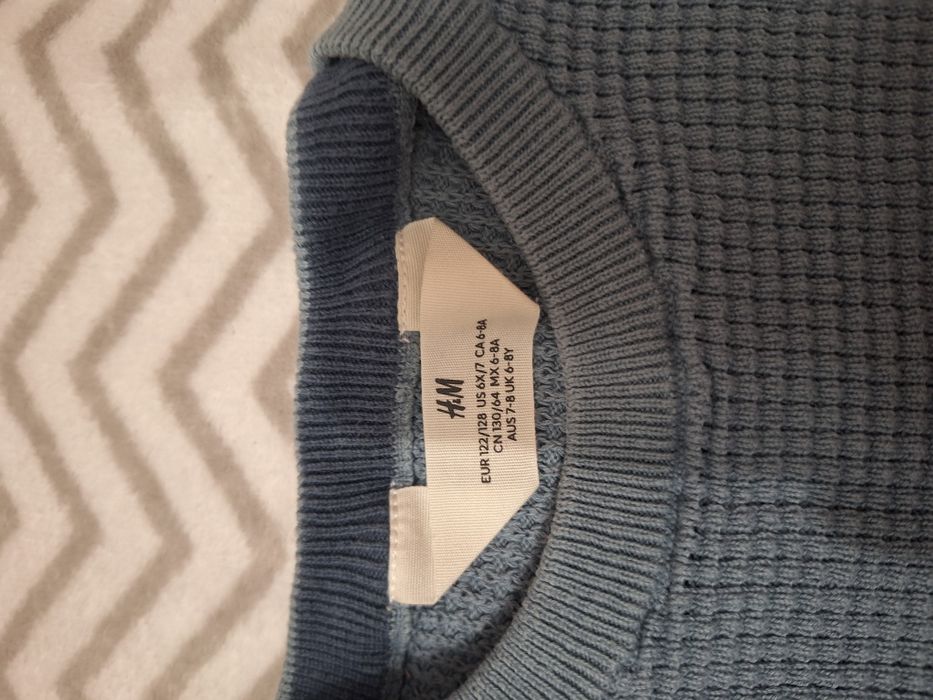 H&M
EUR 122/128 US 6X/7 CA 6-8A
CN 130/64 MX 6-8A
AUS 7-8 UK 6-8Y